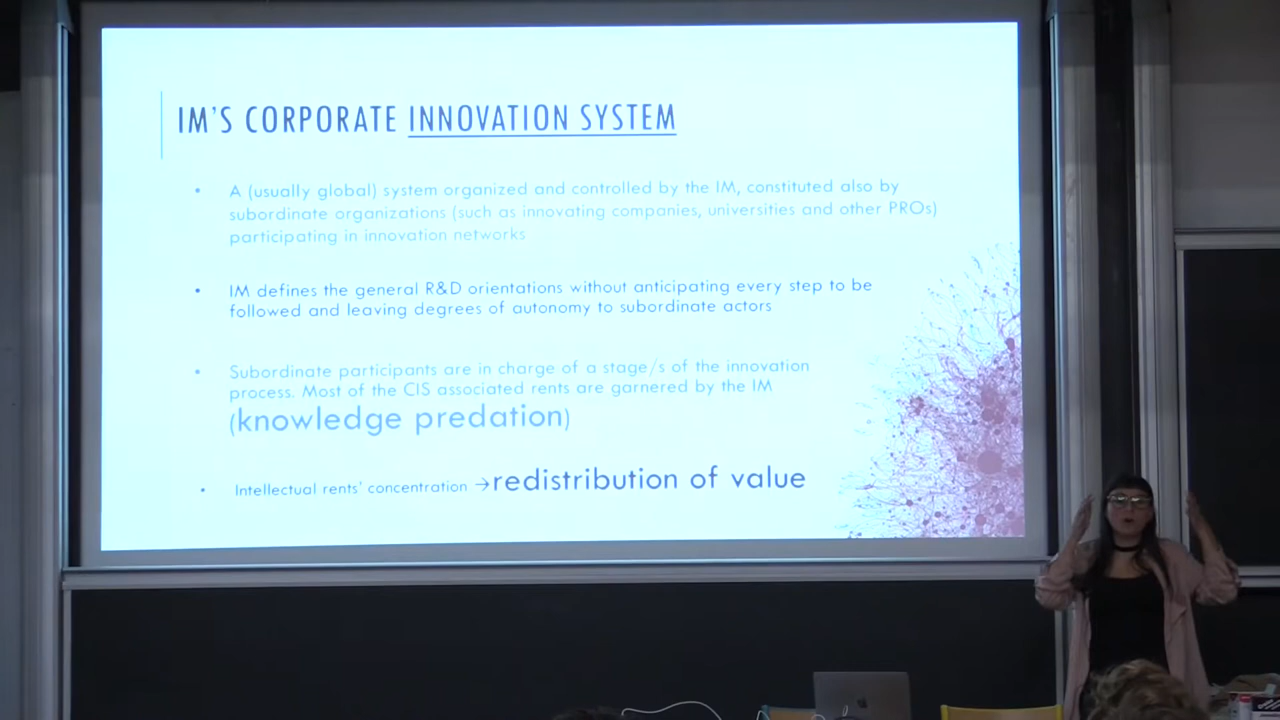 IM'S CORPORATE INNOVATION SYSTEM
• A (usually global) system organized and controlled by the IM, constituted also by
subordinate organizations (such as innovating companies, universities and other PROs)
participating in innovation networks
• IM defines the general R&D orientations without anticipating every step to be
followed and leaving degrees of autonomy to subordinate actors
• Subordinate participants are in charge of a stage/s of the innovation
process. Most of the CIS associated rents are garnered by the IM
(knowledge predation)
• Intellectual rents' concentration →redistribution of value